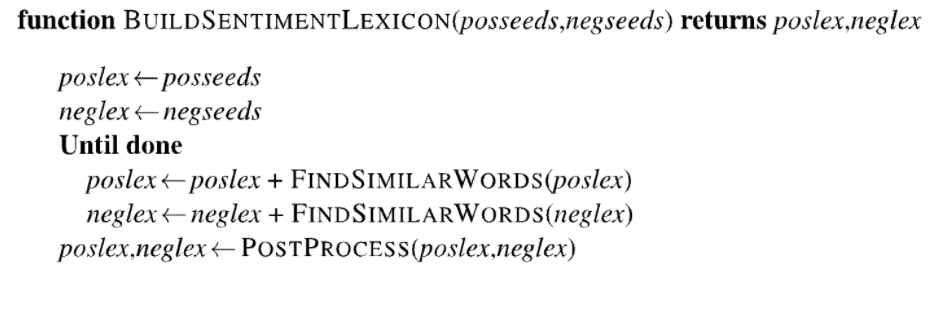 function BUILDSENTIMENTLEXICON(posseeds,negseeds) returns poslex,neglex
poslex←posseeds
neglex←negseeds
Until done
poslex←poslex + FINDSIMILARWORDS(poslex)
neglex←neglex + FINDSIMILARWORDS(neglex)
poslex,neglex←POSTPROCESS(poslex,neglex)